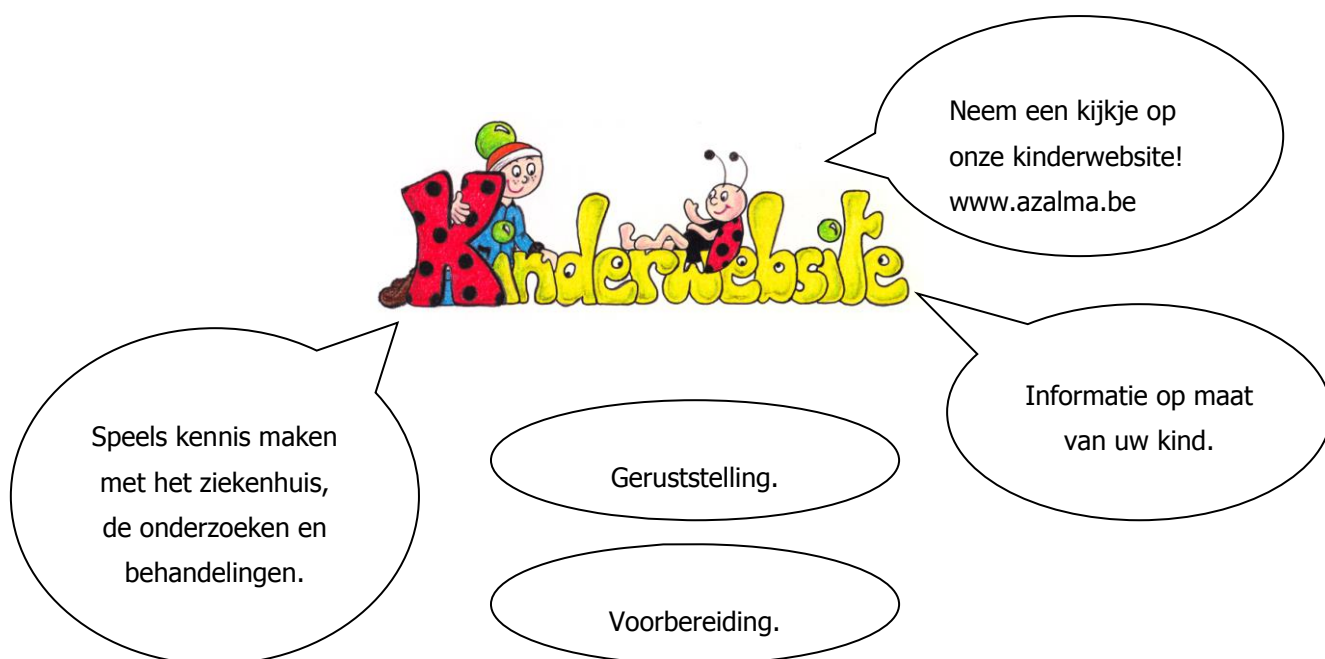 Neem een kijkje op
onze kinderwebsite!
www.azalma.be
Kinderwebsite
Informatie op maat
van uw kind.
Speels kennis maken
met het ziekenhuis,
de onderzoeken en
behandelingen.
Geruststelling.
Voorbereiding.